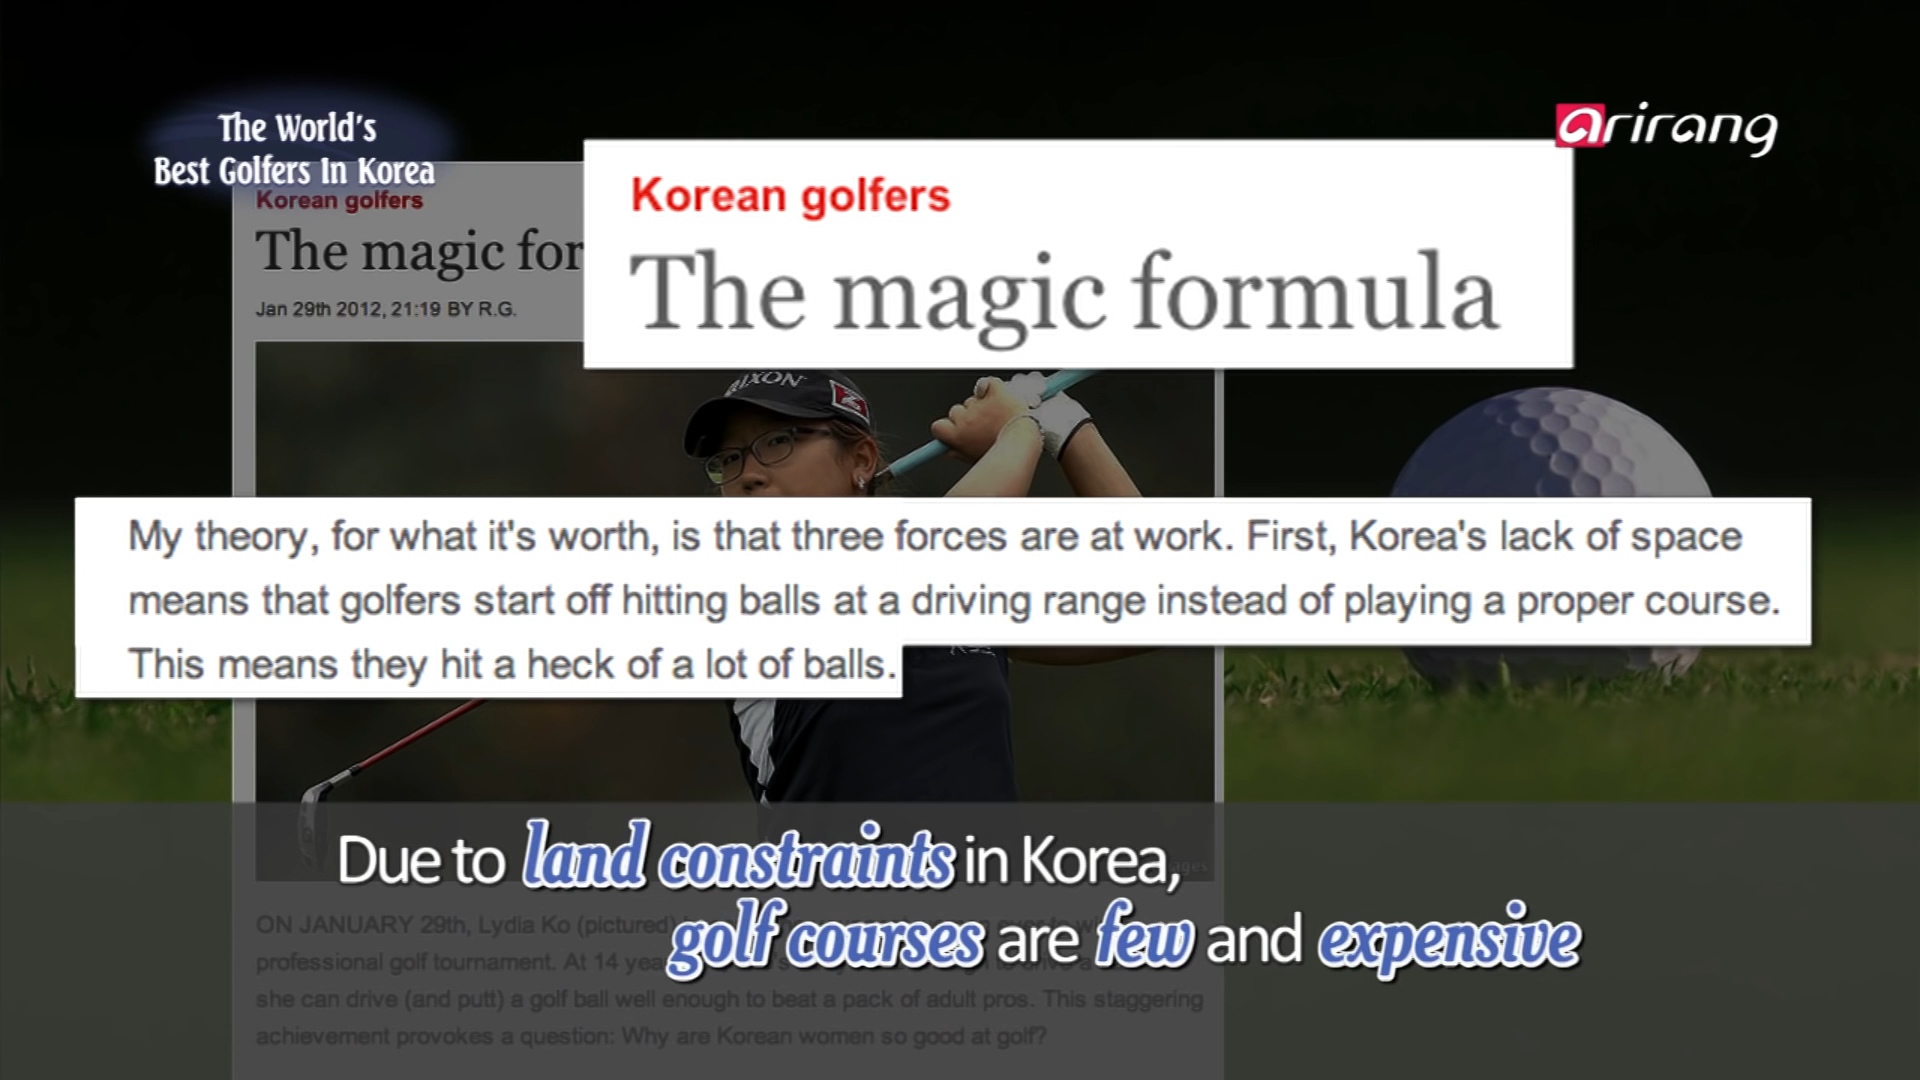 The World's
Best Golfers In Korea
arirang
Korean golfers
The magic formula
Korean golfers
The magic for
Jan 29th 2012, 21:19 BY R.G.
My theory, for what it's worth, is that three forces are at work. First, Korea's lack of space
means that golfers start off hitting balls at a driving range instead of playing a proper course.
This means they hit a heck of a lot of balls.
Due to land constraints in Korea,
golf courses are few and expensive
ON JANUARY 29th, Lydia Ko (pictured)
professional golf tournament. At 14
she can drive (and putt) a golf ball well enough to beat a pack of adult pros. This staggering
achievement provokes a question: Why are Korean women so good at golf?